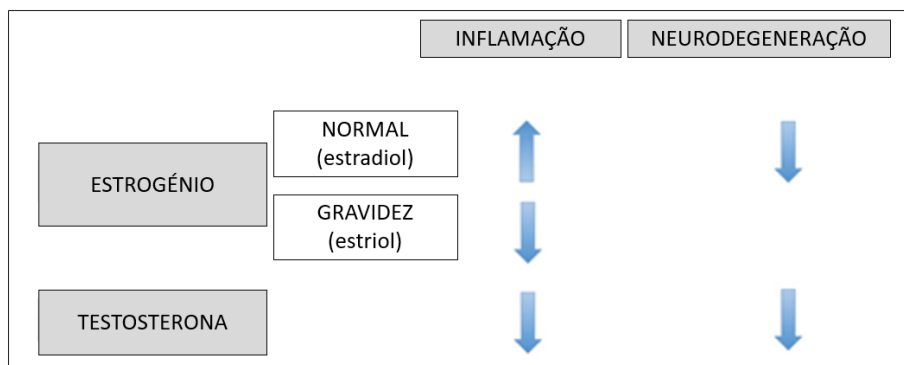 INFLAMAÇÃO
NEURODEGENERAÇÃO
ESTROGÉNIO
NORMAL
(estradiol)
GRAVIDEZ
(estriol)
TESTOSTERONA